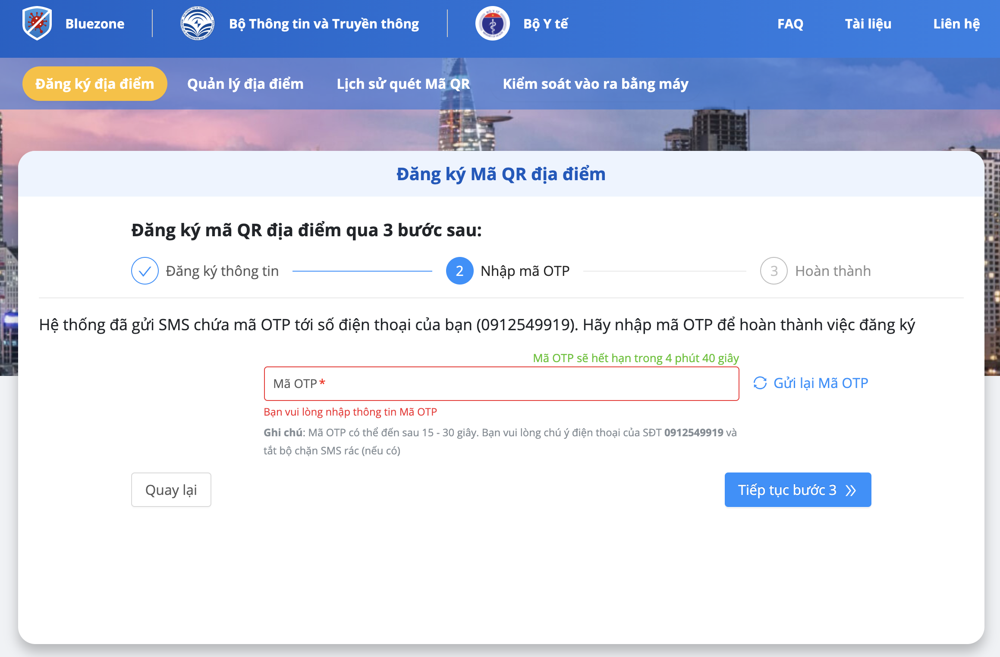 Bluezone
Bộ Thông tin và Truyền thông
Bộ Y tế
FAQ
Tài liệu
Liên hệ
Đăng ký địa điểm
Quản lý địa điểm
Lịch sử quét Mã QR
Kiểm soát vào ra bằng máy
Đăng ký Mã QR địa điểm
Đăng ký mã QR địa điểm qua 3 bước sau:
Đăng ký thông tin
2 Nhập mã OTP
3 Hoàn thành
Hệ thống đã gửi SMS chứa mã OTP tới số điện thoại của bạn (0912549919). Hãy nhập mã OTP để hoàn thành việc đăng ký
Mã OTP sẽ hết hạn trong 4 phút 40 giây
Mã OTP *
Gửi lại Mã OTP
Bạn vui lòng nhập thông tin Mã OTP
Ghi chú: Mã OTP có thể đến sau 15 - 30 giây. Bạn vui lòng chú ý điện thoại của SĐT 0912549919 và
tắt bộ chặn SMS rác (nếu có)
Quay lại
Tiếp tục bước 3